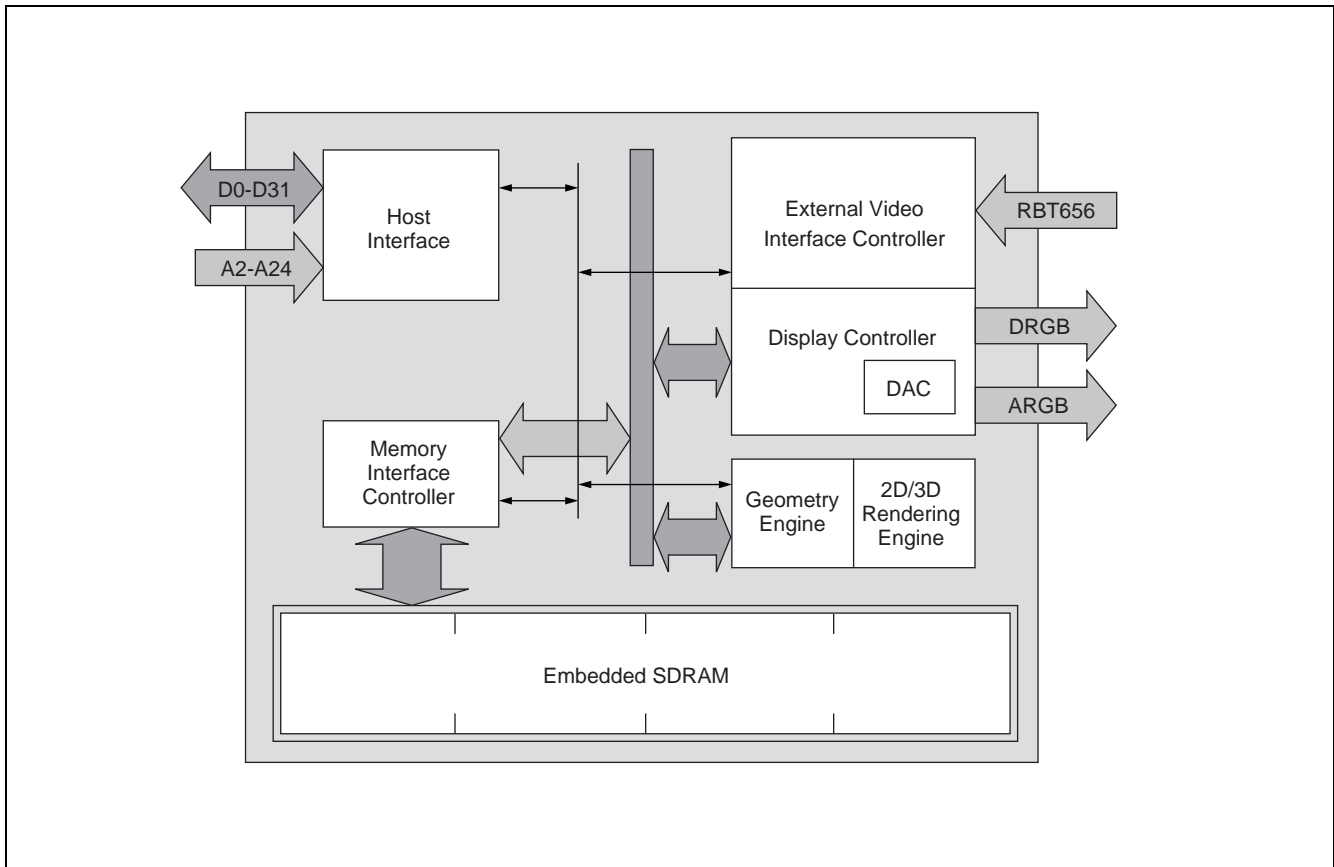 D0-D31
A2-A24
Host
Interface
External Video
Interface Controller
RBT656
Display Controller
DAC
DRGB
ARGB
Memory
Interface
Controller
Geometry
Engine
2D/3D
Rendering
Engine
Embedded SDRAM